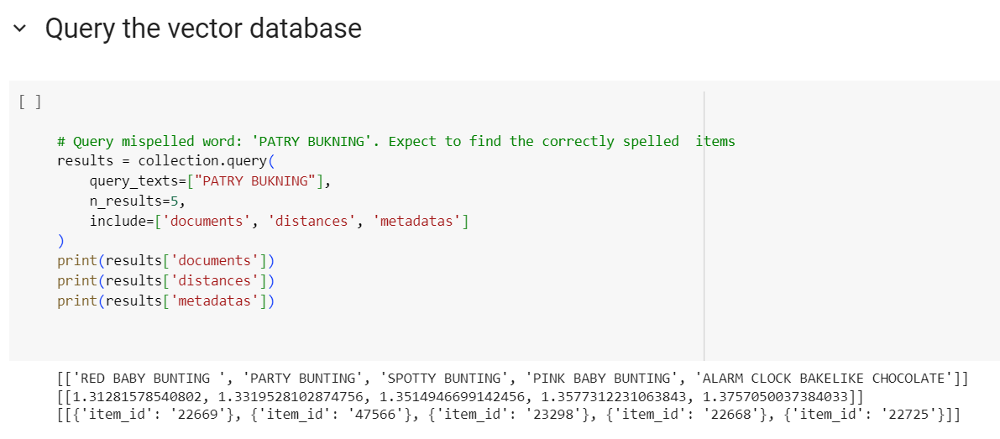 Query the vector database
[ ]
# Query mispelled word: 'PATRY BUKNING'. Expect to find the correctly spelled  items
results = collection.query(
    query_texts=["PATRY BUKNING"],
    n_results=5,
    include=['documents', 'distances', 'metadatas']
)
print(results['documents'])
print(results['distances'])
print(results['metadatas'])
[['RED BABY BUNTING ', 'PARTY BUNTING', 'SPOTTY BUNTING', 'PINK BABY BUNTING', 'ALARM CLOCK BAKELIKE CHOCOLATE']]
[[1.31281578540802, 1.3319528102874756, 1.3514946699142456, 1.3577312231063843, 1.3757050037384033]]
[[{'item_id': '22669'}, {'item_id': '47566'}, {'item_id': '23298'}, {'item_id': '22668'}, {'item_id': '22725'}]]